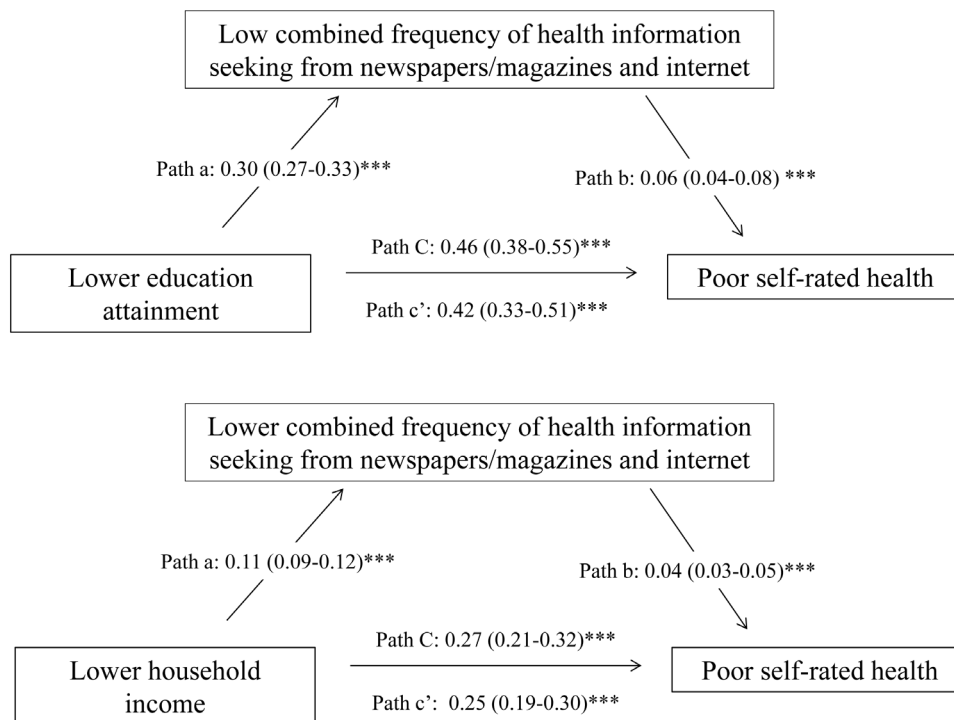 Low combined frequency of health information
seeking from newspapers/magazines and internet
Path a: 0.30 (0.27-0.33)***
Path b: 0.06 (0.04-0.08) ***
Path C: 0.46 (0.38-0.55)***
Lower education
attainment
Poor self-rated health
Path c’: 0.42 (0.33-0.51)***
Lower combined frequency of health information
seeking from newspapers/magazines and internet
Path a: 0.11 (0.09-0.12)***
Path b: 0.04 (0.03-0.05)***
Path C: 0.27 (0.21-0.32)***
Lower household
income
Poor self-rated health
Path c’: 0.25 (0.19-0.30)***